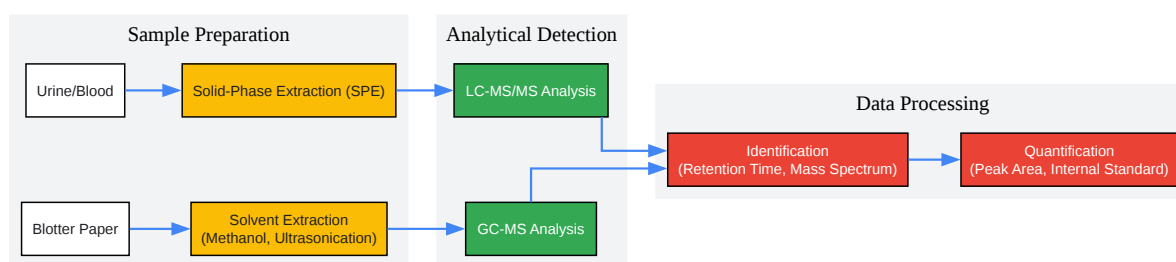 Sample Preparation
Analytical Detection
Data Processing
Urine/Blood
Solid-Phase Extraction (SPE)
LC-MS/MS Analysis
Identification
(Retention Time, Mass Spectrum)
Quantification
(Peak Area, Internal Standard)
Blotter Paper
Solvent Extraction
(Methanol, Ultrasonication)
GC-MS Analysis